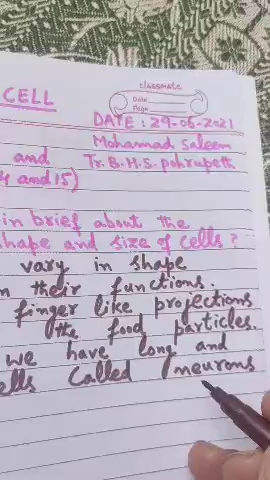 classmate
Date
Page
CELL
DATE : 29-06-2021
Mohammad Saleem
and Tr. B.H.S. pohrupeth
4 and 15)
in brief about the
shape and size of cells?
vary in shape
n their functions.
finger like projections
the food particles.
we have long and
ells called neurons